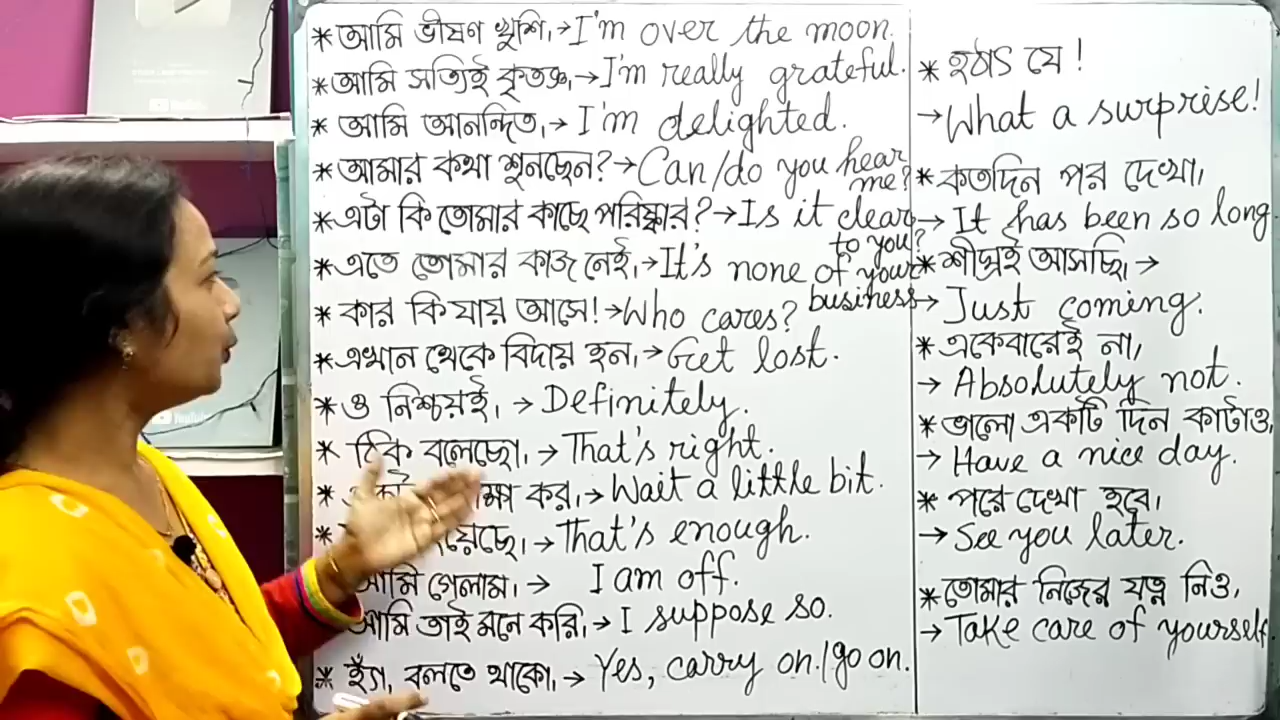 * আমি ভীষণ খুশি,→I'm over the moon.
* আমি সত্যিই কৃতজ্ঞ,→I'm really grateful.
* আমি আনন্দিত,→ I'm delighted.
* আমার কথা শুনছেন?→Can/do you hear
me?
* এটা কি তোমার কাছে পরিষ্কার?→Is it clear
to you?
* এতে তোমার কাজ নেই,→It's none of your
business
* কার কি যায় আসে!→Who cares?
* এখান থেকে বিদায় হন,→Get lost.
* ও নিশ্চয়ই, → Definitely.
* ঠিক বলেছো, → That's right.
* কর,→ Wait a little bit.
* → That's enough.
আমি গেলাম। → I am off.
আমি তাই মনে করি,→ I suppose so.
* হ্যাঁ, বলতে থাকো,→ Yes, carry on./go on.
* হঠাৎ যে!
→What a surprise!
* কতদিন পর দেখা,
→ It has been so long
* শীঘ্রই আসছি, →
→ Just coming.
* একেবারেই না,
→ Absolutely not.
* ভালো একটি দিন কাটাও,
→ Have a nice day.
* পরে দেখা হবে,
→ See you later.
* তোমার নিজের যত্ন নিও,
→ Take care of yourself
YouTube
YouTube